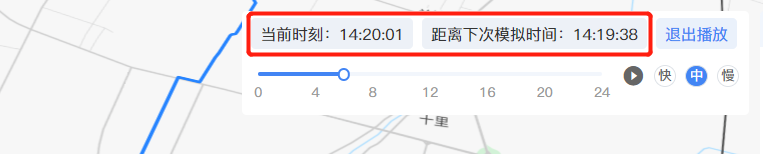 当前时刻：14:20:01 距离下次模拟时间：14:19:38 退出播放
快 中 慢
0 4 8 12 16 20 24
十里